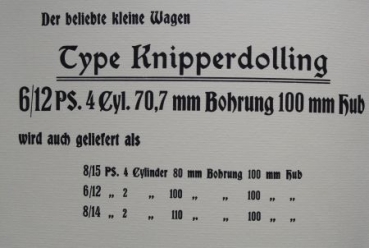 Der beliebte kleine Wagen
Type Knipperdolling
6/12 PS. 4 Cyl. 70,7 mm Bohrung 100 mm Hub
wird auch geliefert als
8/15 PS. 4 Cylinder 80 mm Bohrung 100 mm Hub
6/12 „ 2 „ 100 „ „ 100 „ „
8/14 „ 2 „ 110 „ „ 100 „ „